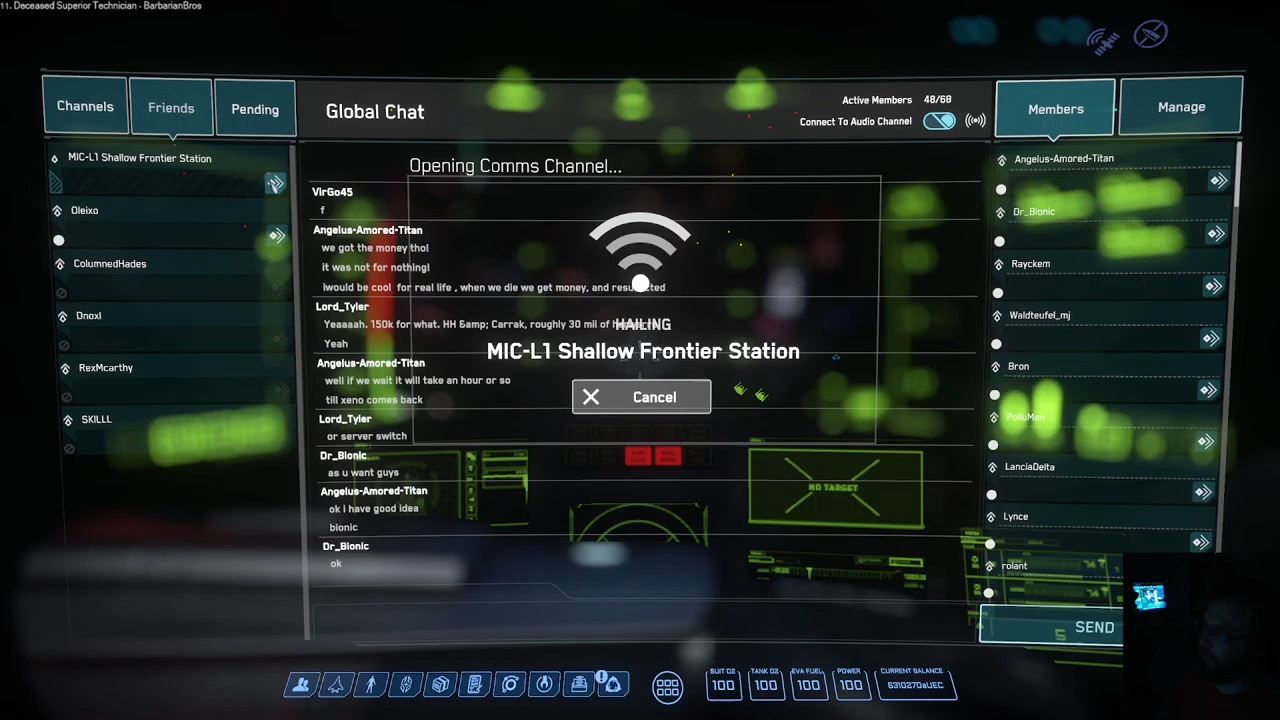 11. Deceased Superior Technician - BarbarianBros
Channels
Friends
Pending
Global Chat
Active Members 48/68
Connect To Audio Channel
Members
Manage
MIC-L1 Shallow Frontier Station
Oleixo
ColumnedHades
Dnoxl
RexMcarthy
SKILLL
Opening Comms Channel...
VirGo45
f
Angelus-Amored-Titan
we got the money tho!
it was not for nothing!
Iwould be cool for real life , when we die we get money, and
Lord_Tyler
Yeaaaah. 150k for what. HH &amp; Carrak, roughly 30 mil of
Yeah
Angelus-Amored-Titan
well if we wait it will take an hour or so
till xeno comes back
Lord_Tyler
or server switch
Dr_Bionic
as u want guys
Angelus-Amored-Titan
ok i have good idea
bionic
Dr_Bionic
ok
HAILING
MIC-L1 Shallow Frontier Station
Cancel
NO TARGET
Angelus-Amored-Titan
Dr_Bionic
Rayckem
Waldteufel_mj
Bron
PolluMan
LanciaDelta
Lynce
rolant
SEND
5
SUIT O2
100
TANK O2
100
EVA FUEL
100
POWER
100
CURRENT BALANCE
6310270aUEC